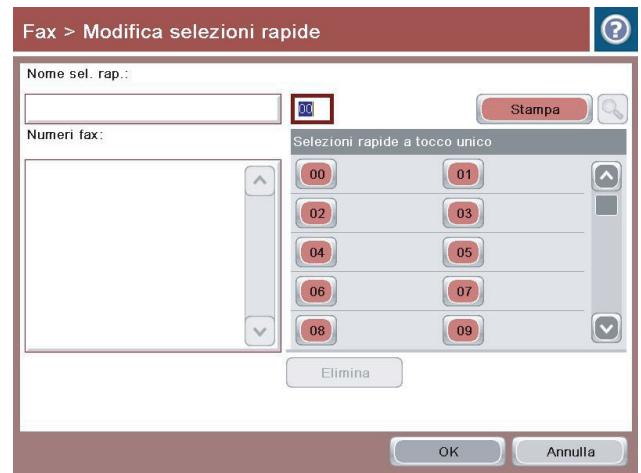 Fax > Modifica selezioni rapide
?
Nome sel. rap.:
00
Stampa
Numeri fax:
Selezioni rapide a tocco unico
00 01
02 03
04 05
06 07
08 09
Elimina
OK Annulla